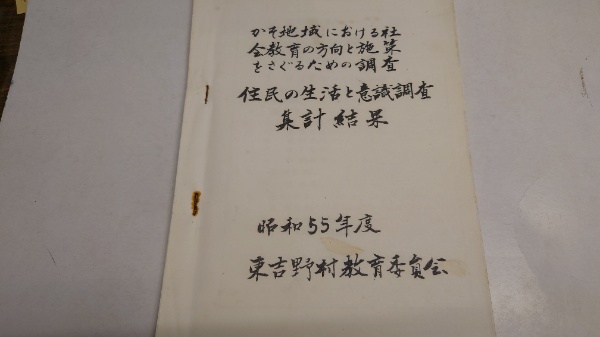 かそ地域における社
会教育の方向と施策
をさぐるための調査
住民の生活と意識調査
集計結果
昭和55年度
東吉野村教育委員会